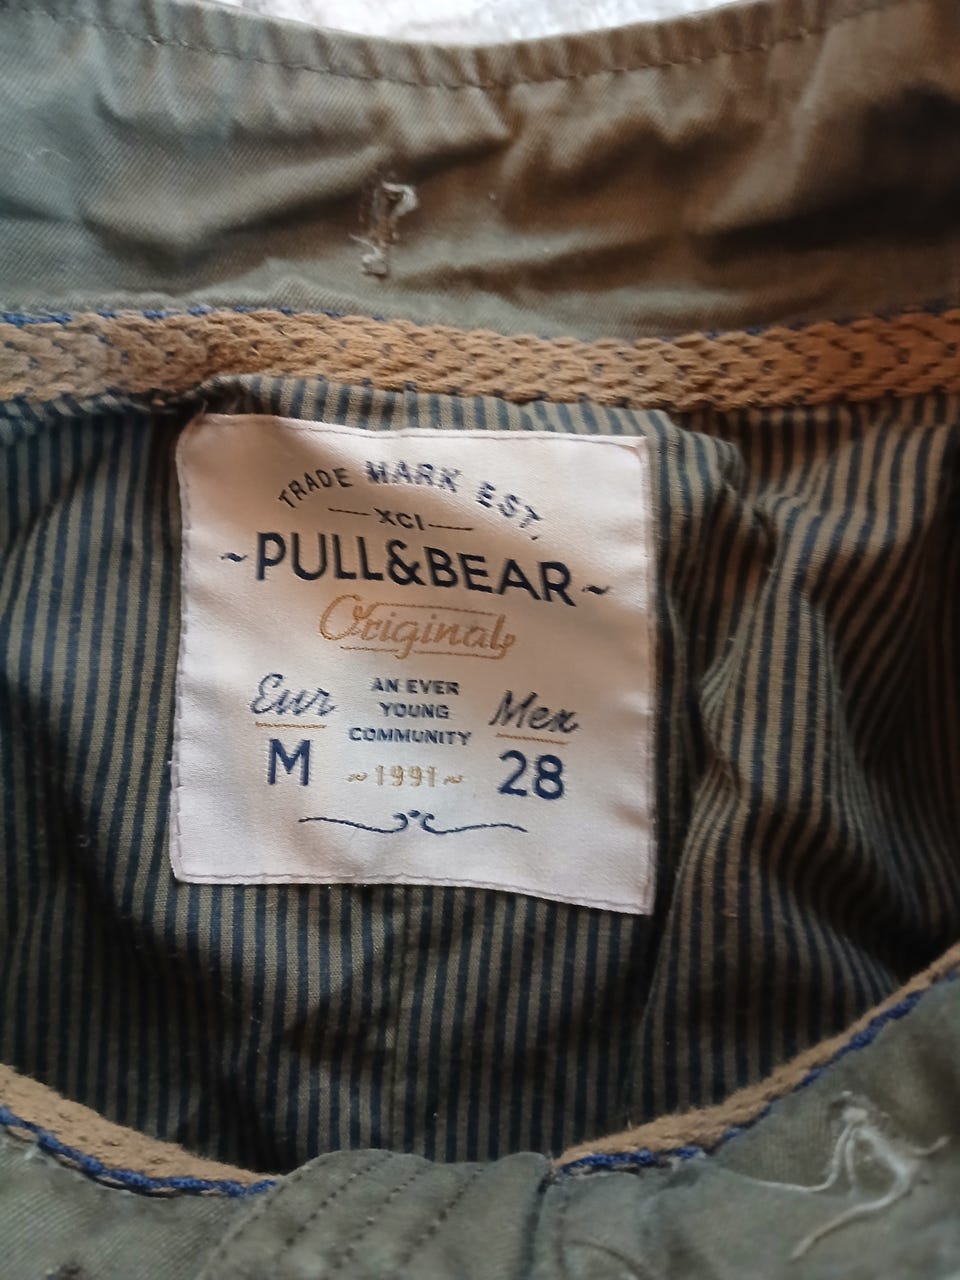 TRADE MARK EST.
XCI
~PULL&BEAR~
Original
Eur
M
AN EVER
YOUNG
COMMUNITY
~1991~
Mex
28